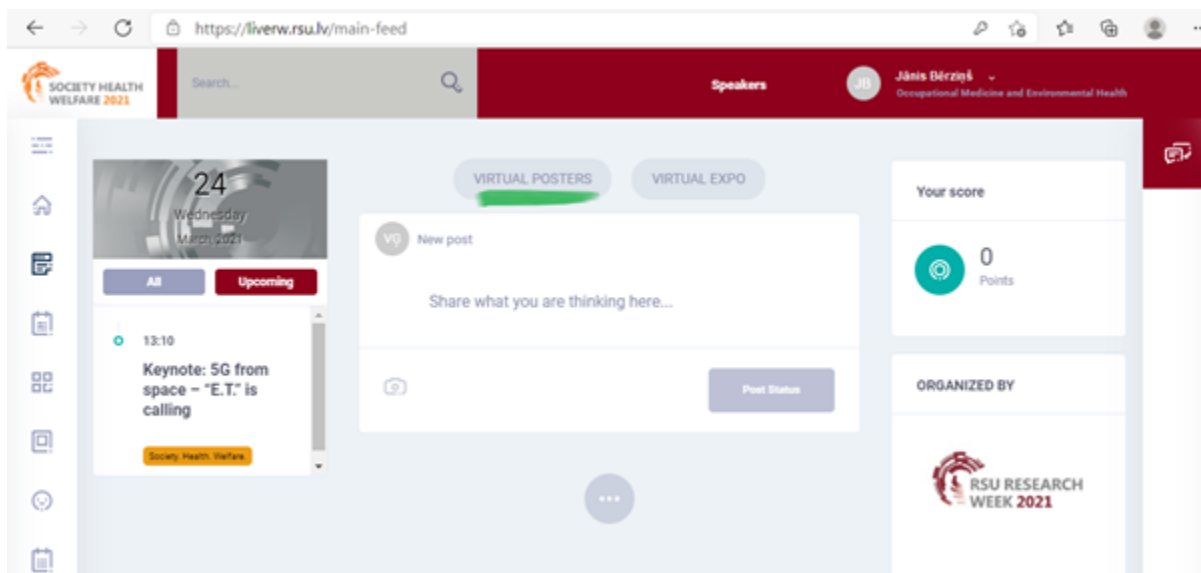 https://liverw.rsu.lv/main-feed
SOCIETY HEALTH
WELFARE 2021
Search...
Speakers
JB
Jānis Bērziņš
Occupational Medicine and Environmental Health
24
Wednesday
March, 2021
All
Upcoming
13:10
Keynote: 5G from
space – "E.T." is
calling
Society. Health. Welfare.
VIRTUAL POSTERS
VIRTUAL EXPO
VG
New post
Share what you are thinking here...
Post Status
Your score
0
Points
ORGANIZED BY
RSU RESEARCH
WEEK 2021